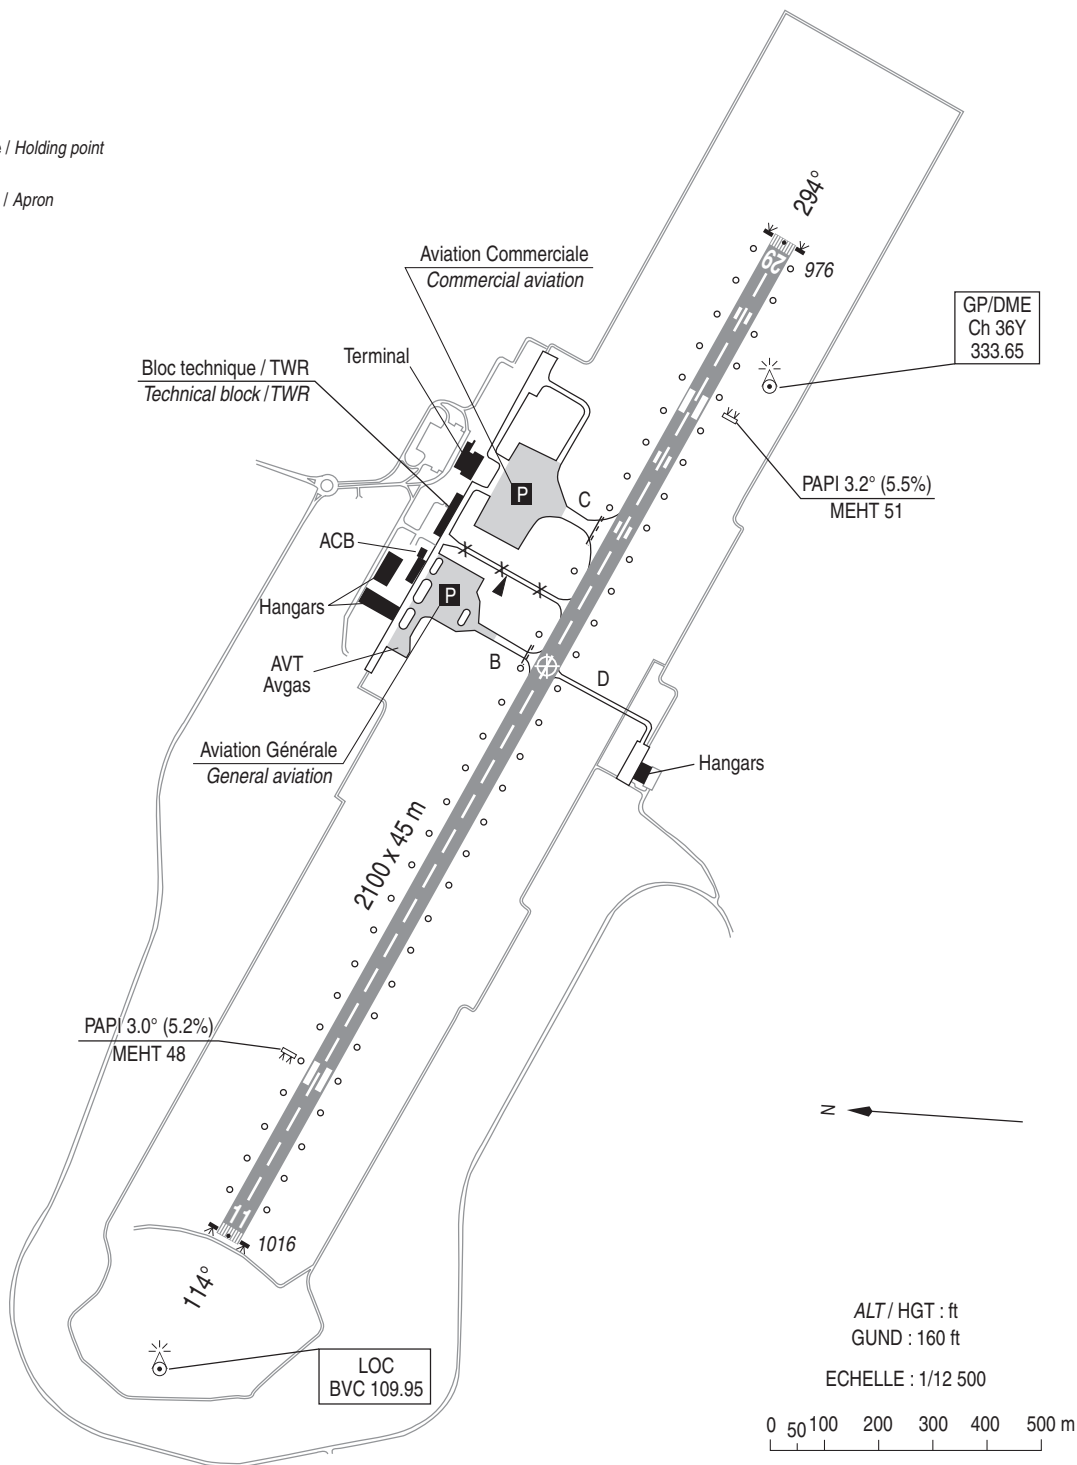 / Holding point
/ Apron
294°
29
976
Aviation Commerciale
Commercial aviation
GP/DME
Ch 36Y
333.65
Terminal
Bloc technique / TWR
Technical block / TWR
P
C
PAPI 3.2° (5.5%)
MEHT 51
ACB
Hangars
P
B
D
AVT
Avgas
Aviation Générale
General aviation
Hangars
2100 x 45 m
PAPI 3.0° (5.2%)
MEHT 48
N
11
1016
114°
LOC
BVC 109.95
ALT / HGT : ft
GUND : 160 ft
ECHELLE : 1/12 500
0 50 100 200 300 400 500 m